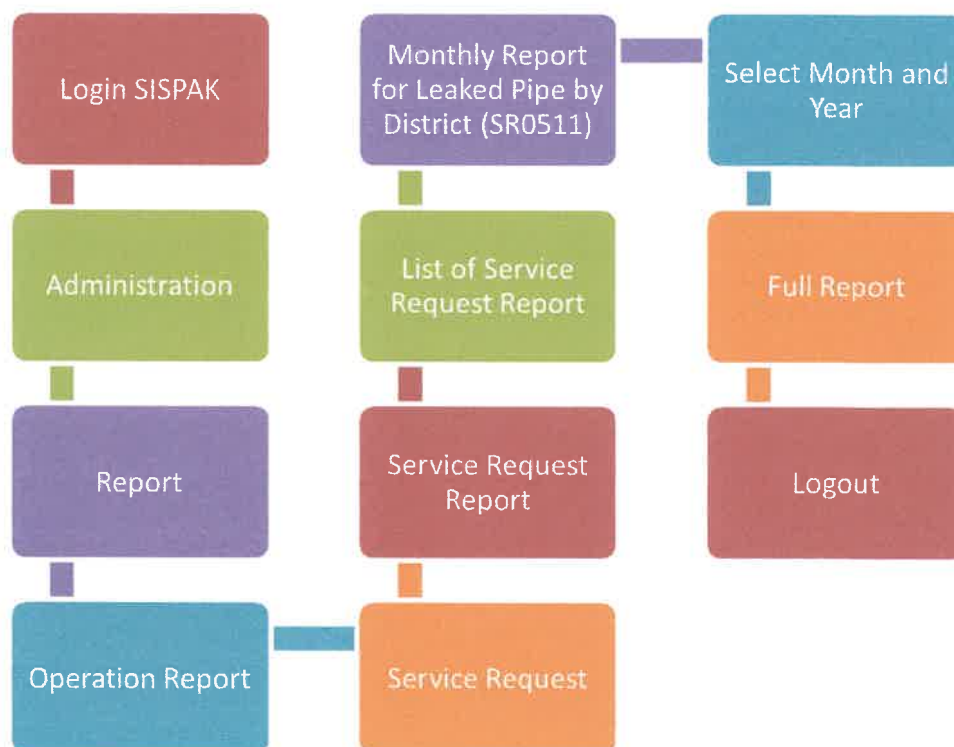 Login SISPAK
Administration
Report
Operation Report
Service Request
Service Request
Report
List of Service
Request Report
Monthly Report
for Leaked Pipe by
District (SR0511)
Select Month and
Year
Full Report
Logout